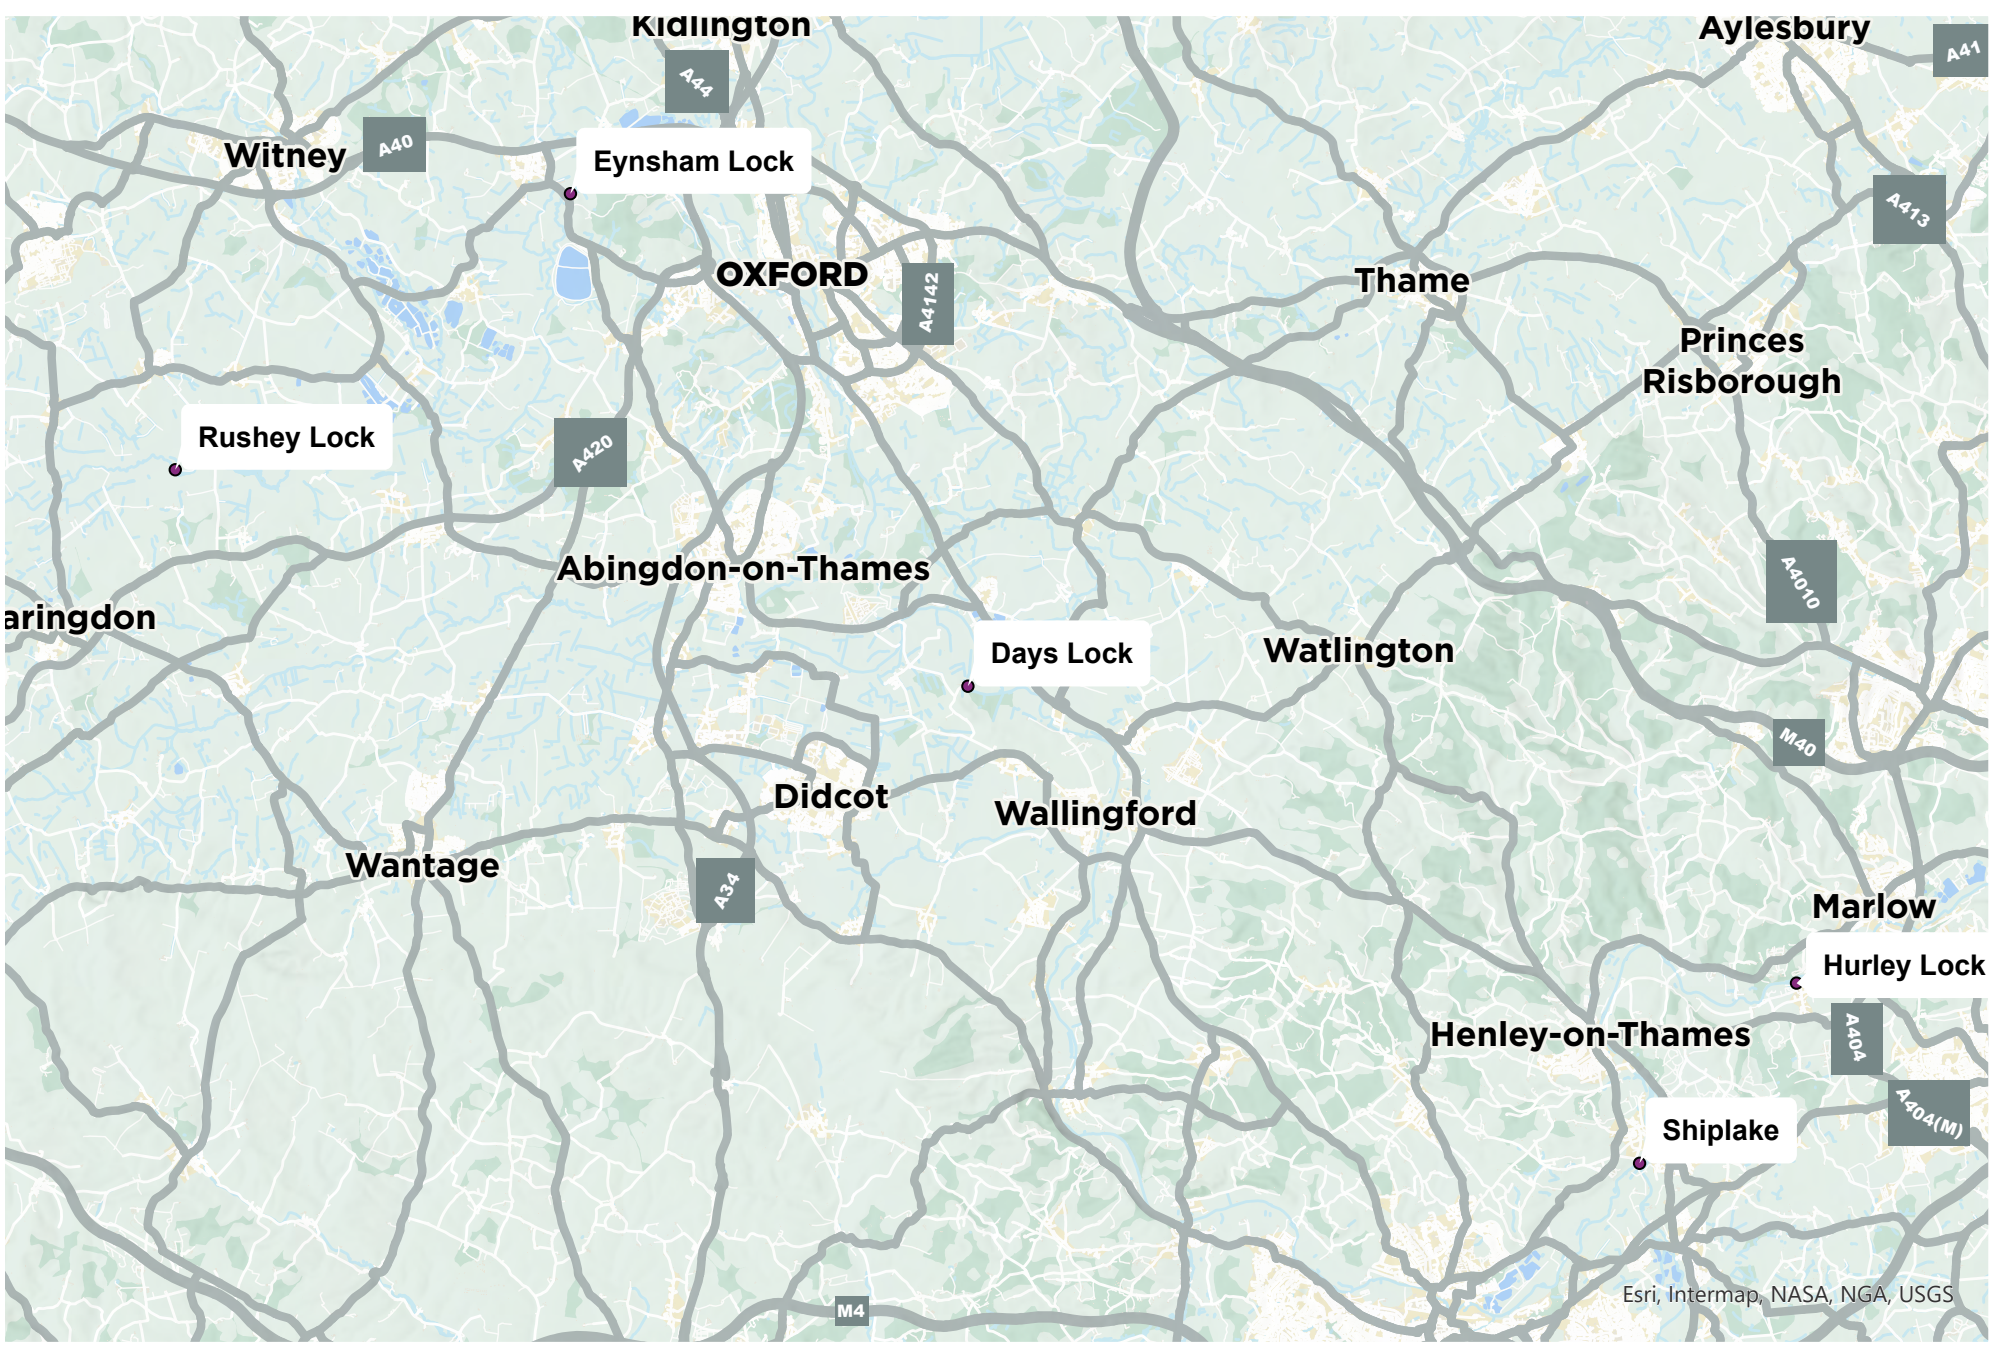 Kidlington
Aylesbury
A41
A44
A40
Witney
Eynsham Lock
A413
OXFORD
A4142
Thame
Princes
Risborough
Rushey Lock
A420
Abingdon-on-Thames
A4010
aringdon
Days Lock
Watlington
M40
Didcot
Wallingford
Wantage
A34
Marlow
Hurley Lock
Henley-on-Thames
A404
A404(M)
Shiplake
Esri, Intermap, NASA, NGA, USGS
M4